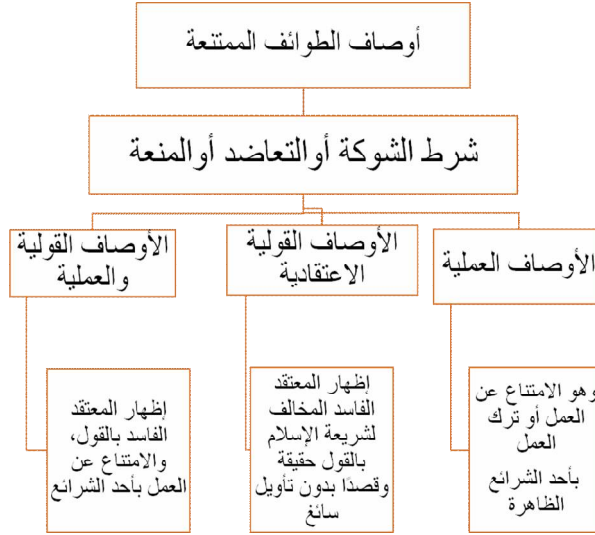 أوصاف الطوائف الممتنعة
شرط الشوكة أوالتعاضد أوالمنعة
الأوصاف العملية
الأوصاف القولية
الاعتقادية
الأوصاف القولية
والعملية
وهو الامتناع عن
العمل أو ترك
العمل
بأحد الشرائع
الظاهرة
إظهار المعتقد
الفاسد المخالف
لشريعة الإسلام
بالقول حقيقة
وقصدًا بدون تأويل
سائغ
إظهار المعتقد
الفاسد بالقول،
والامتناع عن
العمل بأحد الشرائع